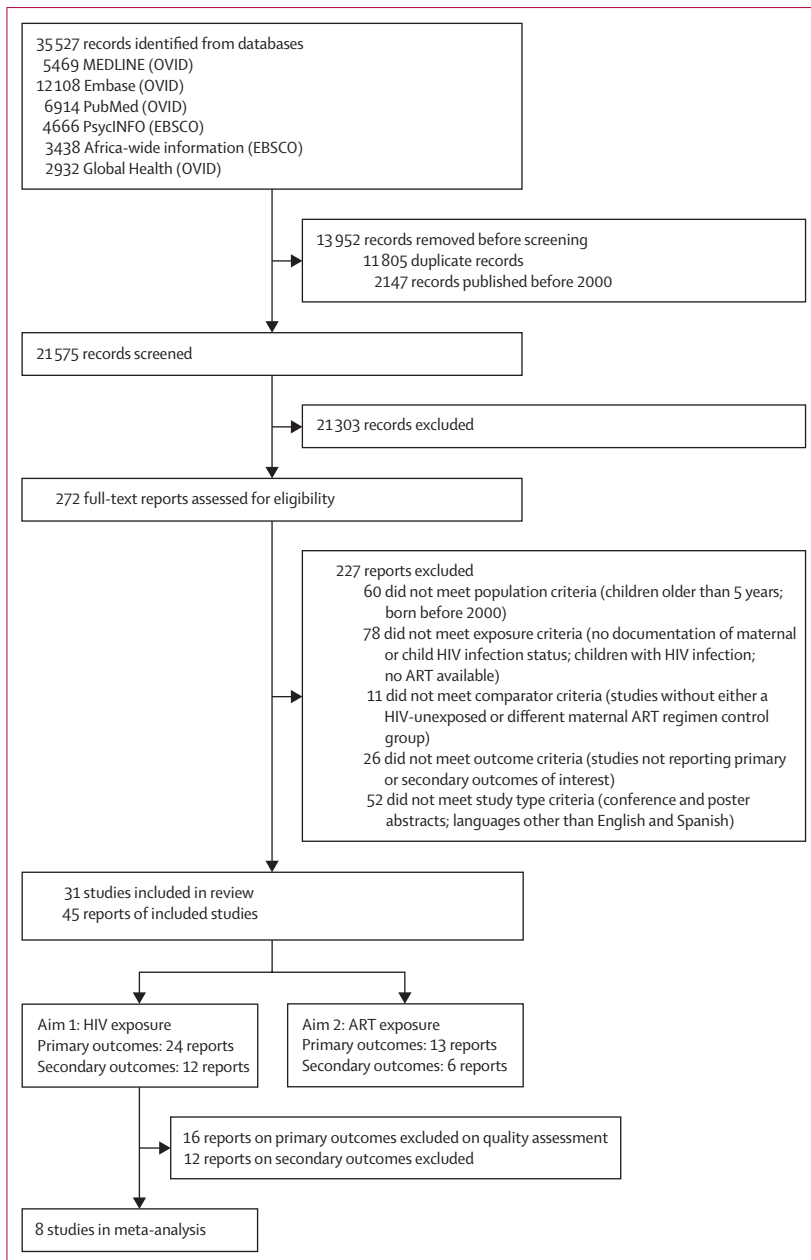 35 527 records identified from databases
5469 MEDLINE (OVID)
12 108 Embase (OVID)
6914 PubMed (OVID)
4666 PsycINFO (EBSCO)
3438 Africa-wide information (EBSCO)
2932 Global Health (OVID)
13 952 records removed before screening
11 805 duplicate records
2147 records published before 2000
21 575 records screened
21 303 records excluded
272 full-text reports assessed for eligibility
227 reports excluded
60 did not meet population criteria (children older than 5 years;
born before 2000)
78 did not meet exposure criteria (no documentation of maternal
or child HIV infection status; children with HIV infection;
no ART available)
11 did not meet comparator criteria (studies without either a
HIV-unexposed or different maternal ART regimen control
group)
26 did not meet outcome criteria (studies not reporting primary
or secondary outcomes of interest)
52 did not meet study type criteria (conference and poster
abstracts; languages other than English and Spanish)
31 studies included in review
45 reports of included studies
Aim 1: HIV exposure
Primary outcomes: 24 reports
Secondary outcomes: 12 reports
Aim 2: ART exposure
Primary outcomes: 13 reports
Secondary outcomes: 6 reports
16 reports on primary outcomes excluded on quality assessment
12 reports on secondary outcomes excluded
8 studies in meta-analysis